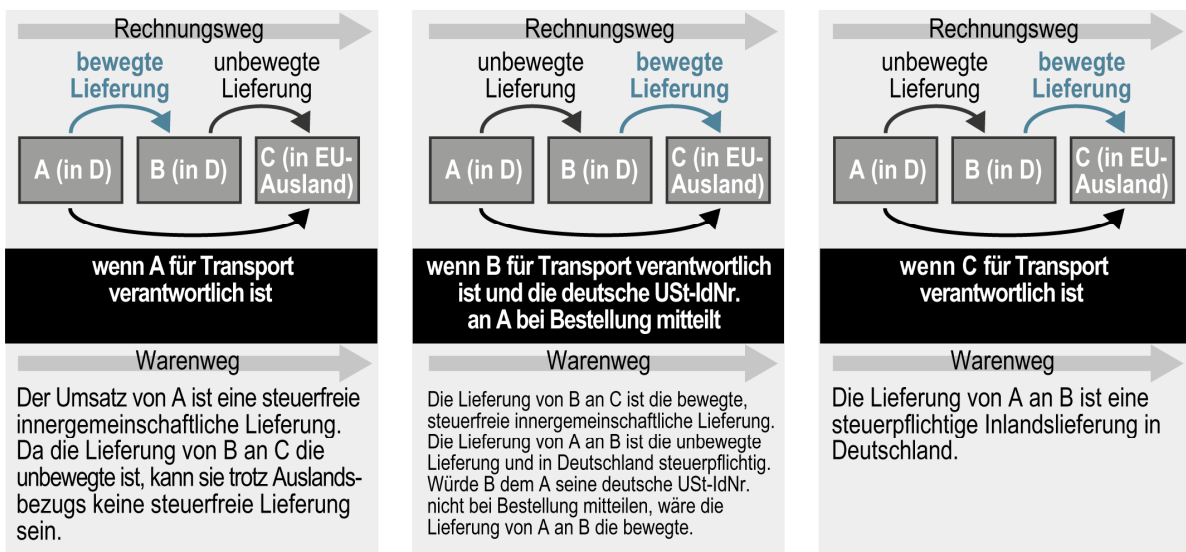 Rechnungsweg
bewegte
Lieferung
unbewegte
Lieferung
A (in D)
B (in D)
C (in EU-
Ausland)
wenn A für Transport
verantwortlich ist
Warenweg
Der Umsatz von A ist eine steuerfreie
innergemeinschaftliche Lieferung.
Da die Lieferung von B an C die
unbewegte ist, kann sie trotz Auslands-
bezugs keine steuerfreie Lieferung
sein.
Rechnungsweg
unbewegte
Lieferung
bewegte
Lieferung
A (in D)
B (in D)
C (in EU-
Ausland)
wenn B für Transport verantwortlich
ist und die deutsche USt-IdNr.
an A bei Bestellung mitteilt
Warenweg
Die Lieferung von B an C ist die bewegte,
steuerfreie innergemeinschaftliche Lieferung.
Die Lieferung von A an B ist die unbewegte
Lieferung und in Deutschland steuerpflichtig.
Würde B dem A seine deutsche USt-IdNr.
nicht bei Bestellung mitteilen, wäre die
Lieferung von A an B die bewegte.
Rechnungsweg
unbewegte
Lieferung
bewegte
Lieferung
A (in D)
B (in D)
C (in EU-
Ausland)
wenn C für Transport
verantwortlich ist
Warenweg
Die Lieferung von A an B ist eine
steuerpflichtige Inlandslieferung in
Deutschland.